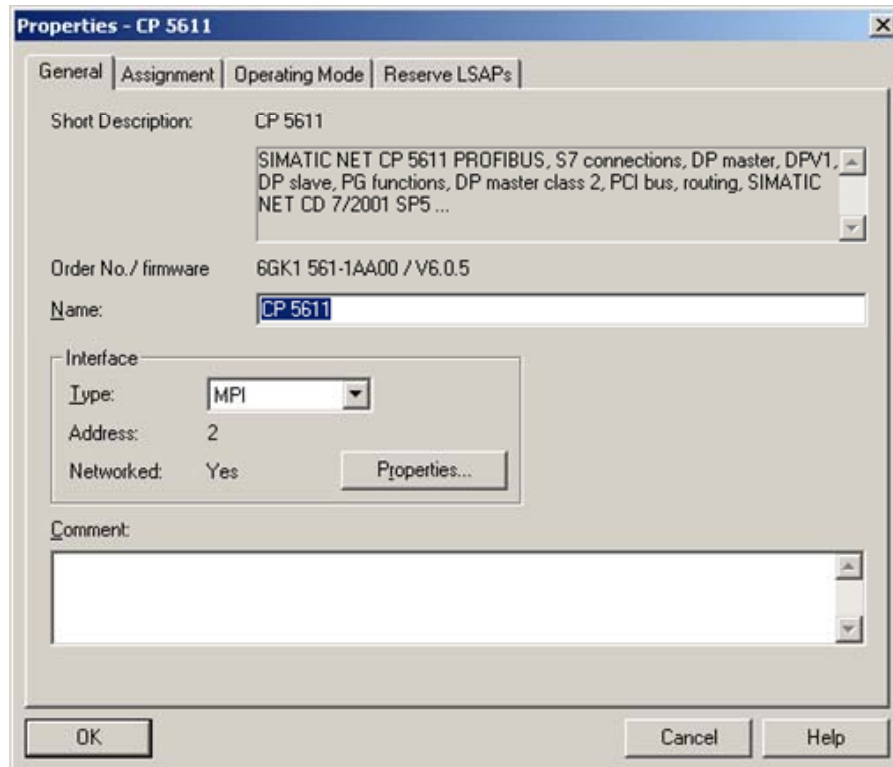 Properties - CP 5611
General Assignment Operating Mode Reserve LSAPs
Short Description: CP 5611
SIMATIC NET CP 5611 PROFIBUS, S7 connections, DP master, DPV1,
DP slave, PG functions, DP master class 2, PCI bus, routing, SIMATIC
NET CD 7/2001 SP5 ...
Order No./ firmware 6GK1 561-1AA00 / V6.0.5
Name: CP 5611
Interface
Type: MPI
Address: 2
Networked: Yes Properties...
Comment:
OK Cancel Help